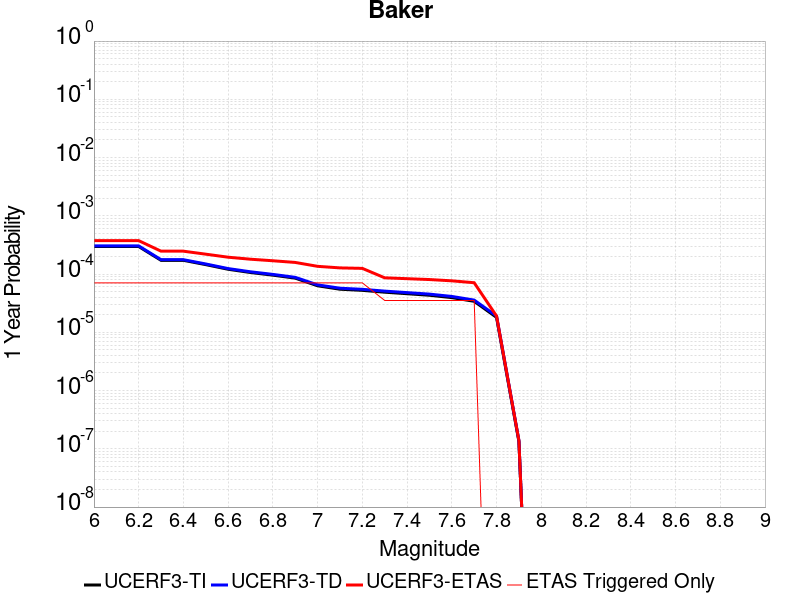 Baker
10^0
10^-1
10^-2
10^-3
10^-4
10^-5
10^-6
10^-7
10^-8
1 Year Probability
6 6.2 6.4 6.6 6.8 7 7.2 7.4 7.6 7.8 8 8.2 8.4 8.6 8.8 9
Magnitude
UCERF3-TI UCERF3-TD UCERF3-ETAS ETAS Triggered Only